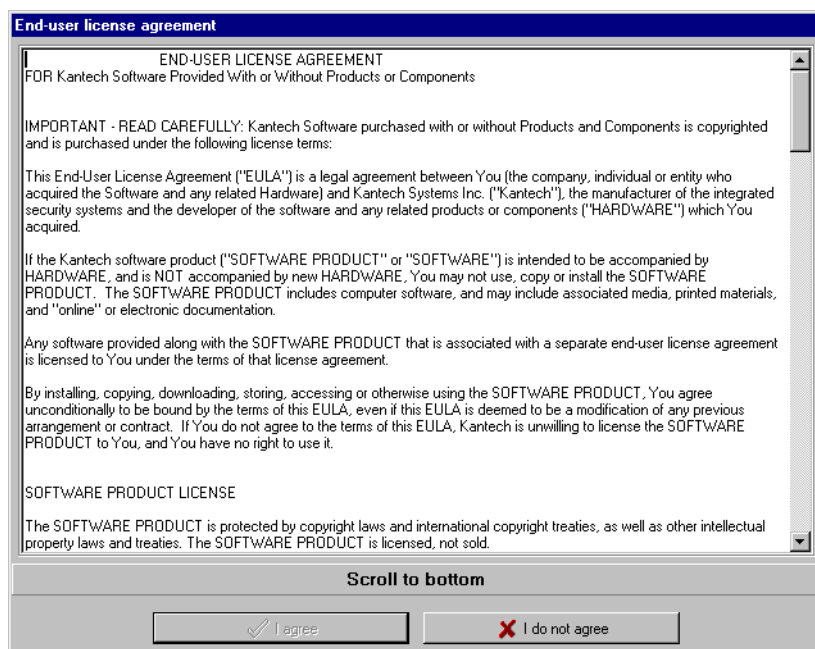 End-user license agreement
END-USER LICENSE AGREEMENT
FOR Kantech Software Provided With or Without Products or Components
IMPORTANT - READ CAREFULLY: Kantech Software purchased with or without Products and Components is copyrighted
and is purchased under the following license terms:
This End-User License Agreement ("EULA") is a legal agreement between You (the company, individual or entity who
acquired the Software and any related Hardware) and Kantech Systems Inc. ("Kantech"), the manufacturer of the integrated
security systems and the developer of the software and any related products or components ("HARDWARE") which You
acquired.
If the Kantech software product ("SOFTWARE PRODUCT" or "SOFTWARE") is intended to be accompanied by
HARDWARE, and is NOT accompanied by new HARDWARE, You may not use, copy or install the SOFTWARE
PRODUCT.  The SOFTWARE PRODUCT includes computer software, and may include associated media, printed materials,
and "online" or electronic documentation.
Any software provided along with the SOFTWARE PRODUCT that is associated with a separate end-user license agreement
is licensed to You under the terms of that license agreement.
By installing, copying, downloading, storing, accessing or otherwise using the SOFTWARE PRODUCT, You agree
unconditionally to be bound by the terms of this EULA, even if this EULA is deemed to be a modification of any previous
arrangement or contract.  If You do not agree to the terms of this EULA, Kantech is unwilling to license the SOFTWARE
PRODUCT to You, and You have no right to use it.
SOFTWARE PRODUCT LICENSE
The SOFTWARE PRODUCT is protected by copyright laws and international copyright treaties, as well as other intellectual
property laws and treaties. The SOFTWARE PRODUCT is licensed, not sold.
Scroll to bottom
I agree
I do not agree